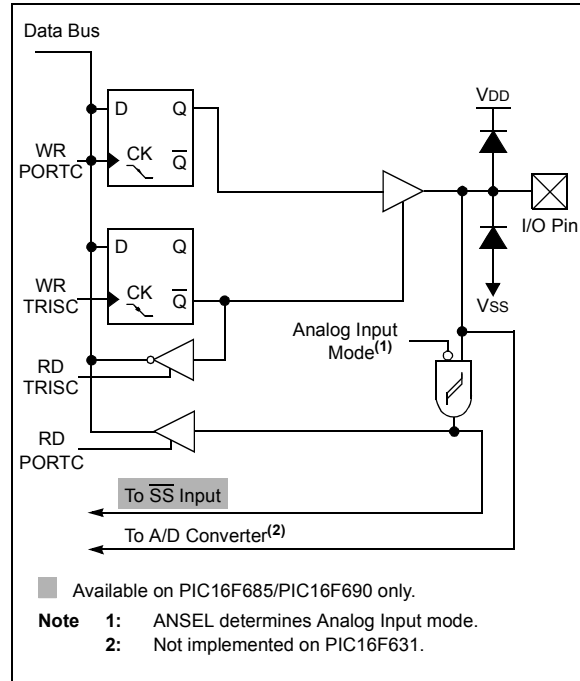 Data Bus
D Q
WR
PORTC
CK Q
VDD
I/O Pin
VSS
D Q
WR
TRISC
CK Q
RD
TRISC
Analog Input
Mode(1)
RD
PORTC
To SS Input
To A/D Converter(2)
Available on PIC16F685/PIC16F690 only.
Note 1: ANSEL determines Analog Input mode.
2: Not implemented on PIC16F631.